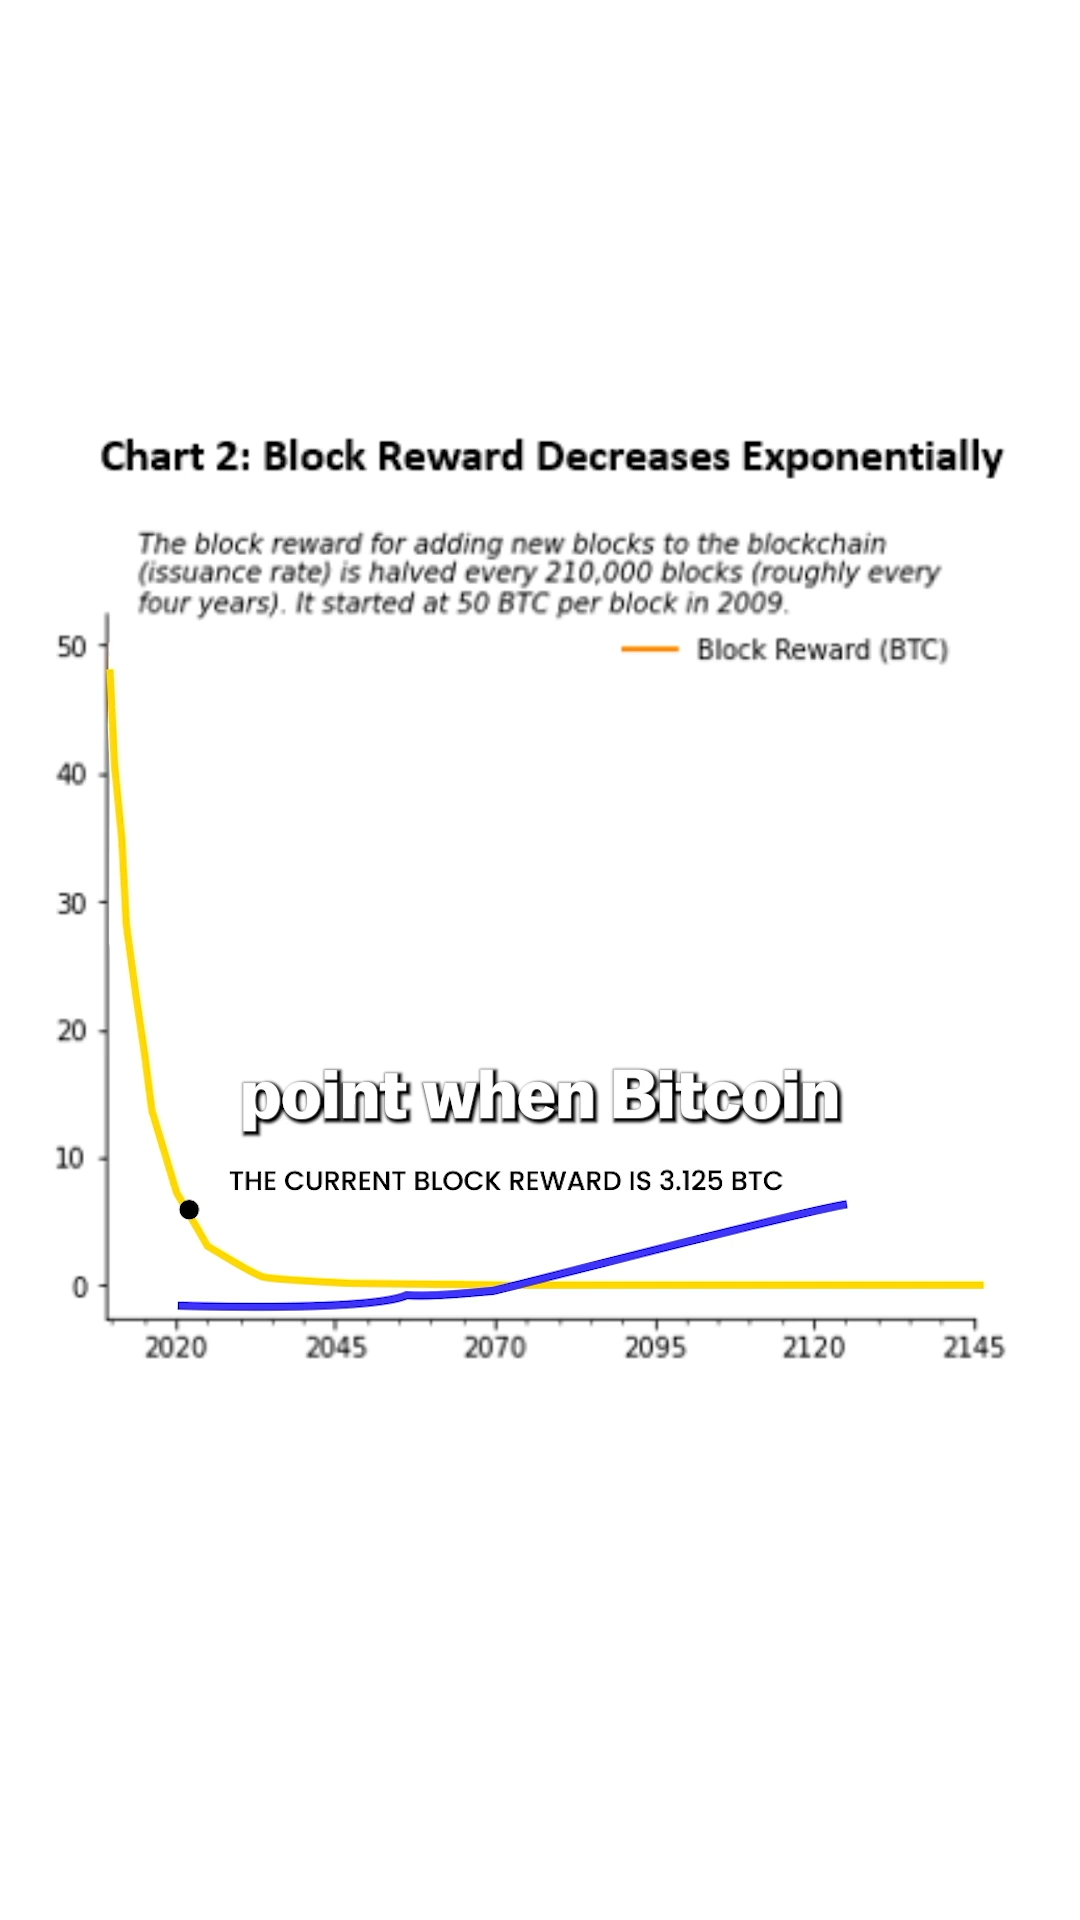 Chart 2: Block Reward Decreases Exponentially
The block reward for adding new blocks to the blockchain
(issuance rate) is halved every 210,000 blocks (roughly every
four years). It started at 50 BTC per block in 2009.
Block Reward (BTC)
50
40
30
20
10
0
point when Bitcoin
THE CURRENT BLOCK REWARD IS 3.125 BTC
2020 2045 2070 2095 2120 2145